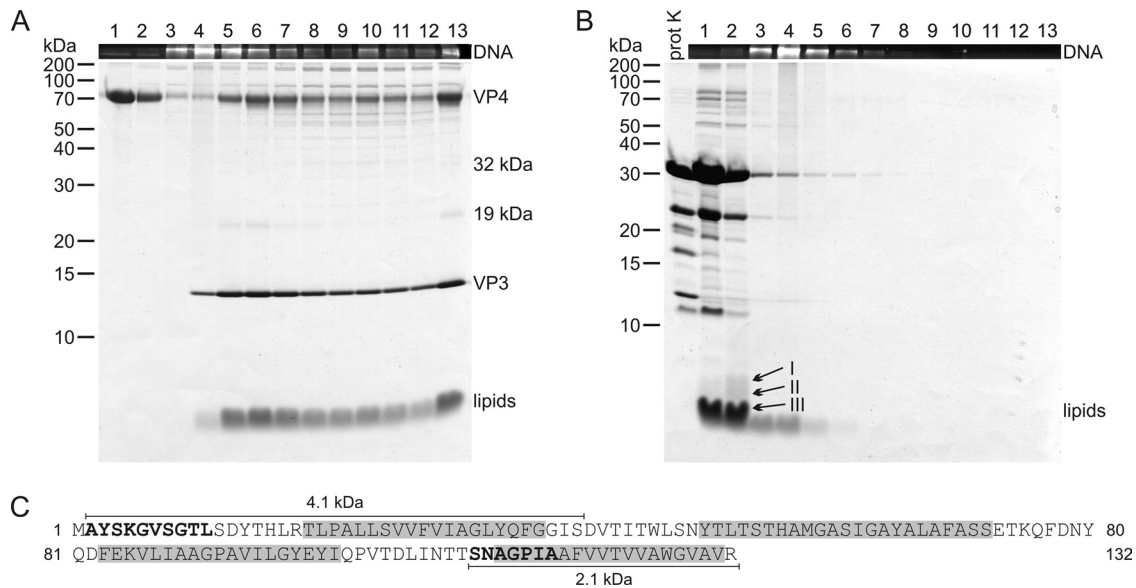 A
1 2 3 4 5 6 7 8 9 10 11 12 13
kDa
DNA
200
100
70
VP4
50
40
32 kDa
30
19 kDa
20
15
VP3
10
lipids
B
prot K 1 2 3 4 5 6 7 8 9 10 11 12 13
kDa
DNA
200
100
70
50
40
30
20
15
10
I
II
III
lipids
C
4.1 kDa
1 MAYSKGVSGTLSDYTHLRTLPALLSVVFVIAGLYQFGGISDVTITWLSNYTLTSTHAMGASIGAYALAFASSETKQFDNY 80
81 QDFEKVLIAAGPAVILGYEYIQPVTDLINTTSNAGPIAAFVVTVVAWGVAVR 132
2.1 kDa